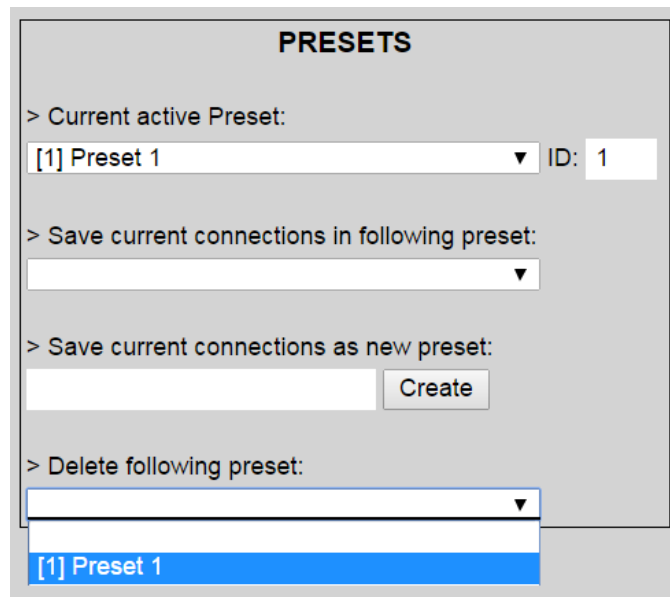 PRESETS
> Current active Preset:
[1] Preset 1 ▼ ID: 1
> Save current connections in following preset:
▼
> Save current connections as new preset:
Create
> Delete following preset:
▼
[1] Preset 1